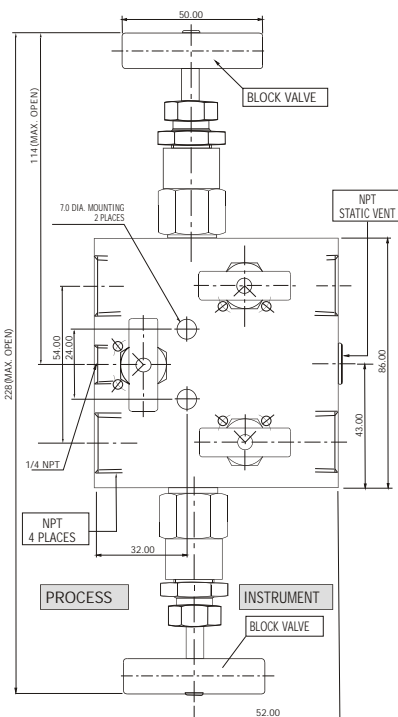 50.00
BLOCK VALVE
114 (MAX. OPEN)
7.0 DIA. MOUNTING
2 PLACES
NPT
STATIC VENT
228 (MAX. OPEN)
54.00
24.00
86.00
43.00
1/4 NPT
NPT
4 PLACES
32.00
PROCESS
INSTRUMENT
BLOCK VALVE
52.00